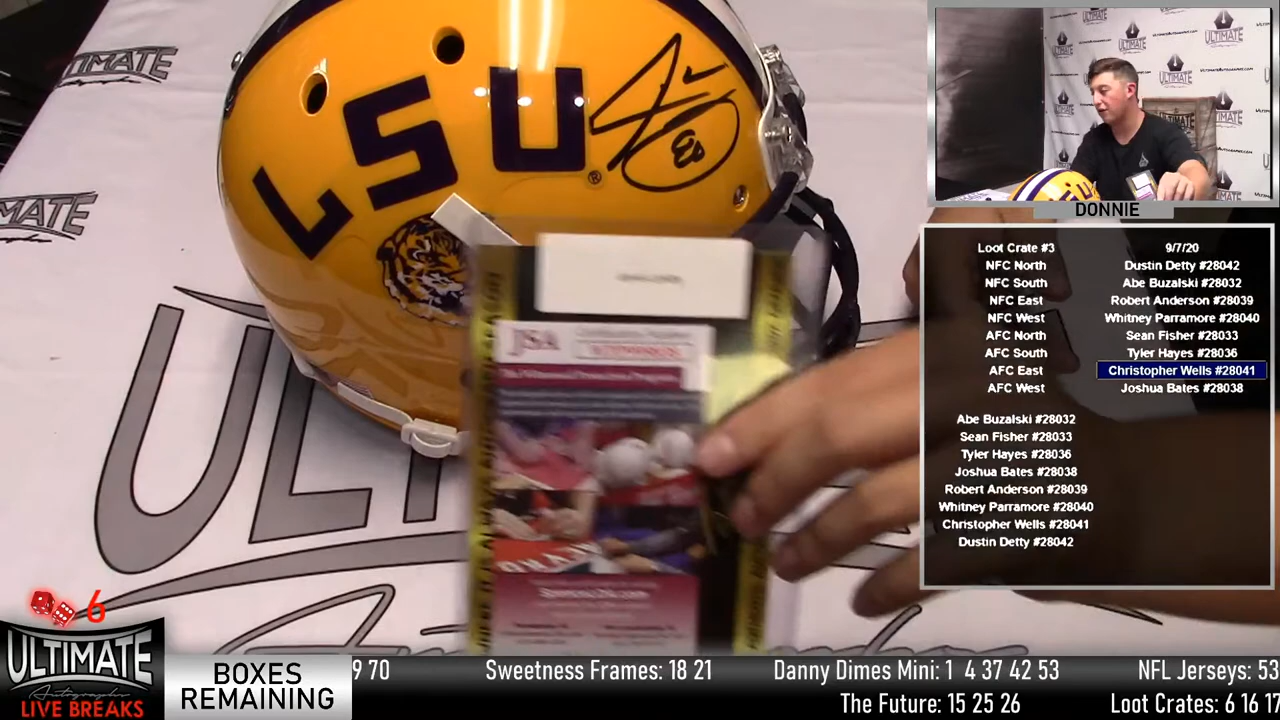 ULTIMATE
LSU
®
80
MATE
JSA
ULTIMATE
DONNIE
Loot Crate #3 9/7/20
NFC North Dustin Detty #28042
NFC South Abe Buzalski #28032
NFC East Robert Anderson #28039
NFC West Whitney Parramore #28040
AFC North Sean Fisher #28033
AFC South Tyler Hayes #28036
AFC East Christopher Wells #28041
AFC West Joshua Bates #28038
Abe Buzalski #28032
Sean Fisher #28033
Tyler Hayes #28036
Joshua Bates #28038
Robert Anderson #28039
Whitney Parramore #28040
Christopher Wells #28041
Dustin Detty #28042
6
ULTIMATE
Autographs
LIVE BREAKS
BOXES
REMAINING
9 70 Sweetness Frames: 18 21 Danny Dimes Mini: 1 4 37 42 53 NFL Jerseys: 53
The Future: 15 25 26 Loot Crates: 6 16 17